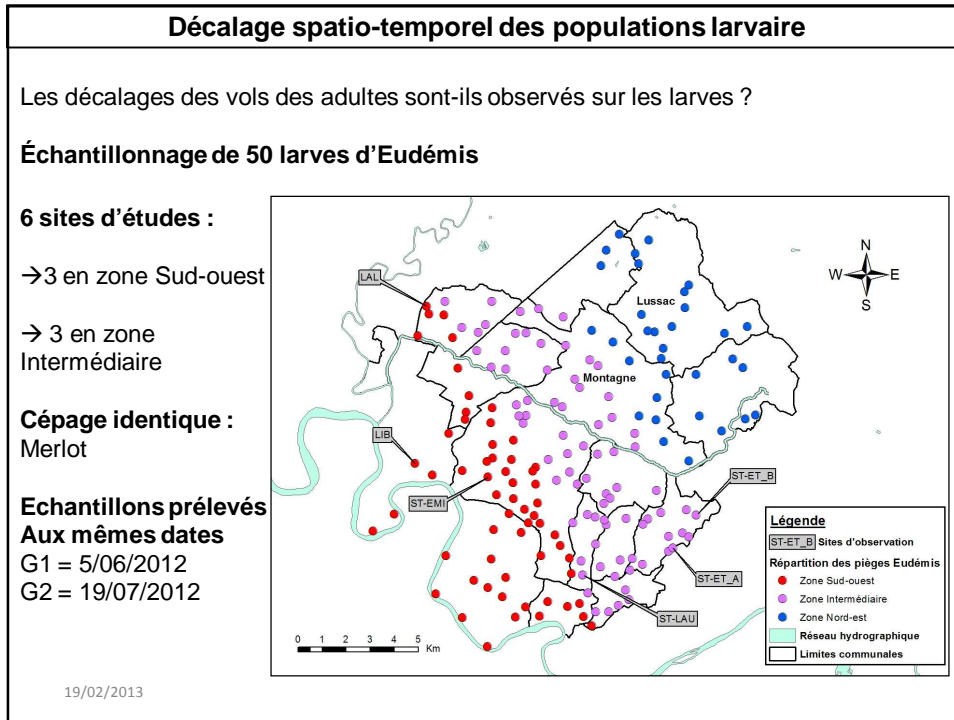 Décalage spatio-temporel des populations larvaire
Les décalages des vols des adultes sont-ils observés sur les larves ?
Échantillonnage de 50 larves d'Eudémis
6 sites d'études :
→3 en zone Sud-ouest
→ 3 en zone
Intermédiaire
Cépage identique :
Merlot
Echantillons prélevés
Aux mêmes dates
G1 = 5/06/2012
G2 = 19/07/2012
LAL
Lussac
N
W E
S
Montagne
LIB
ST-EMI
ST-ET_B
ST-ET_A
ST-LAU
0 1 2 3 4 5
Km
Légende
ST-ET_B Sites d'observation
Répartition des pièges Eudémis
Zone Sud-ouest
Zone Intermédiaire
Zone Nord-est
Réseau hydrographique
Limites communales
19/02/2013